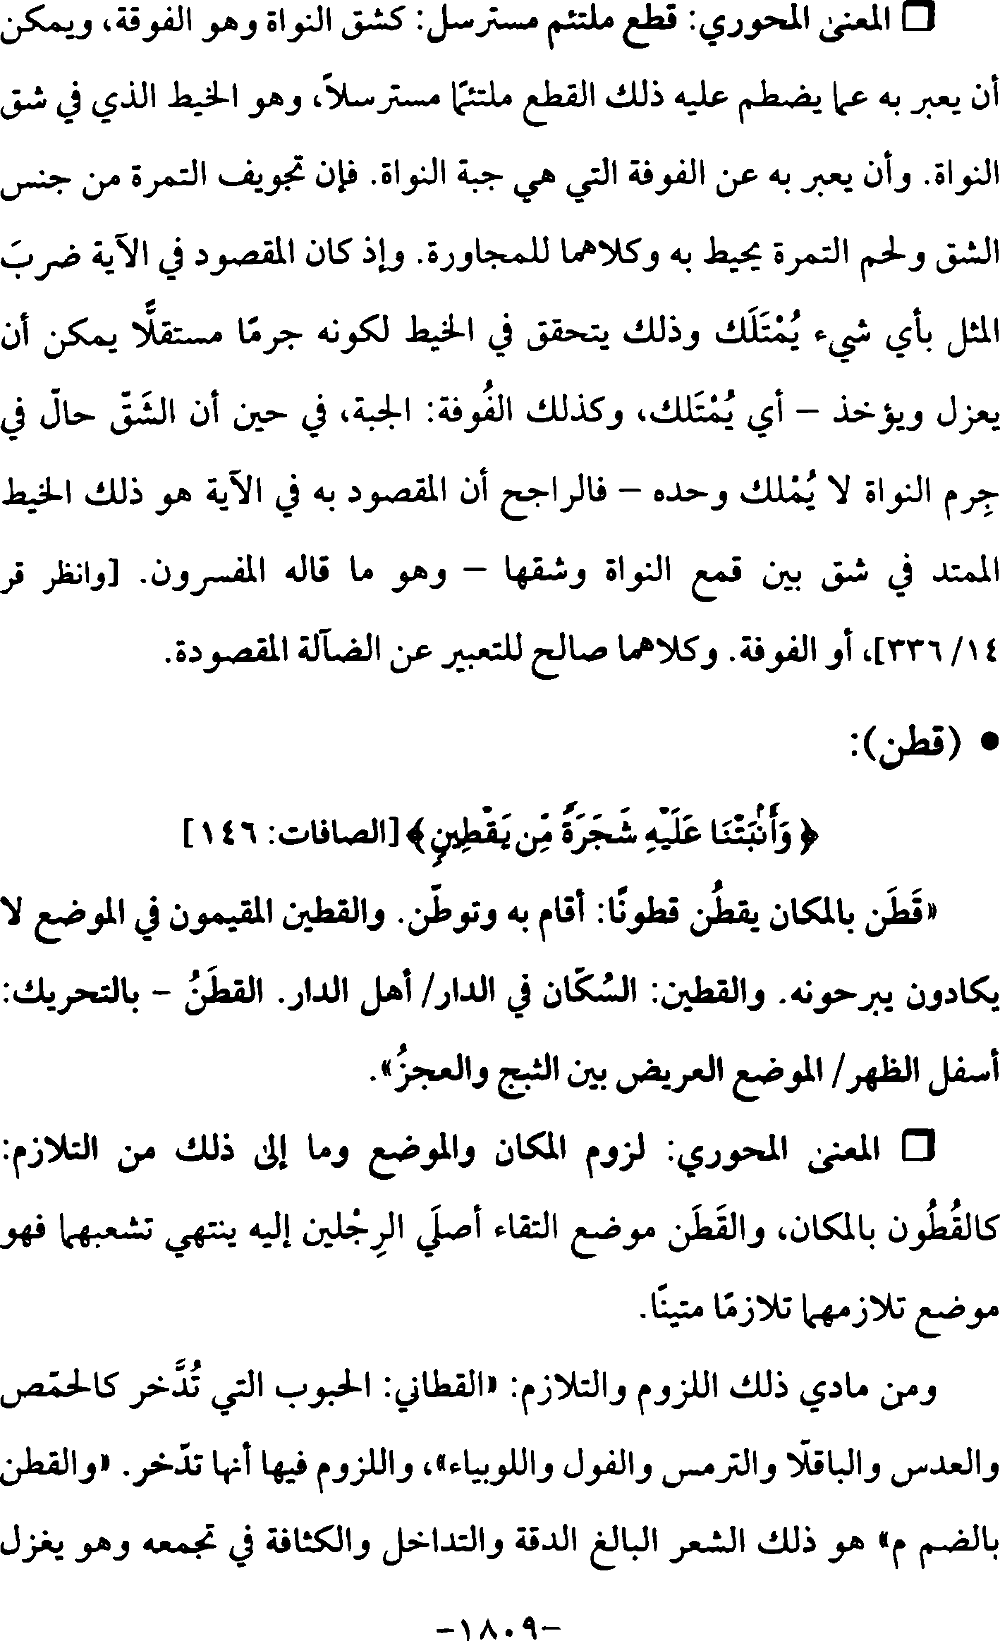 ❏ المعنى المحوري: قطع ملتئم مسترسل: كشق النواة وهو الفوقة، ويمكن
أن يعبر به عما يضطم عليه ذلك القطع ملتئمًا مسترسلاً، وهو الخيط الذي في شق
النواة. وأن يعبر به عن الفوفة التي هي جبة النواة. فإن تجويف التمرة من جنس
الشق ولحم التمرة يحيط به وكلاهما للمجاورة. وإذ كان المقصود في الآية ضربَ
المثل بأي شيء يُمْتَلَك وذلك يتحقق في الخيط لكونه جرمًا مستقلًّا يمكن أن
يعزل ويؤخذ – أي يُمْتَلك، وكذلك الفُوفة: الجبة، في حين أن الشَقّ حالّ في
جِرم النواة لا يُمْلك وحده – فالراجح أن المقصود به في الآية هو ذلك الخيط
الممتد في شق بين قمع النواة وشقها – وهو ما قاله المفسرون. [وانظر قر
١٤/ ٣٣٦]، أو الفوفة. وكلاهما صالح للتعبير عن الضآلة المقصودة.
• (قطن):
﴿وَأَنۢبَتۡنَا عَلَيۡهِ شَجَرَةٗ مِّن يَقۡطِينٖ﴾ [الصافات: ١٤٦]
«قَطَن بالمكان يقطُن قطونًا: أقام به وتوطّن. والقطين المقيمون في الموضع لا
يكادون يبرحونه. والقطين: السُكّان في الدار/ أهل الدار. القطَنُ – بالتحريك:
أسفل الظهر/ الموضع العريض بين الثبج والعجزُ».
❏ المعنى المحوري: لزوم المكان والموضع وما إلى ذلك من التلازم:
كالقُطُون بالمكان، والقَطَن موضع التقاء أصلَي الرِجْلين إليه ينتهي تشعبهما فهو
موضع تلازمهما تلازمًا متينًا.
ومن مادي ذلك اللزوم والتلازم: «القطاني: الحبوب التي تُدَّخر كالحمّص
والعدس والباقلّا والترمس والفول واللوبياء»، واللزوم فيها أنها تدّخر. «والقطن
بالضم م» هو ذلك الشعر البالغ الدقة والتداخل والكثافة في تجمعه وهو يغزل
-١٨٠٩-